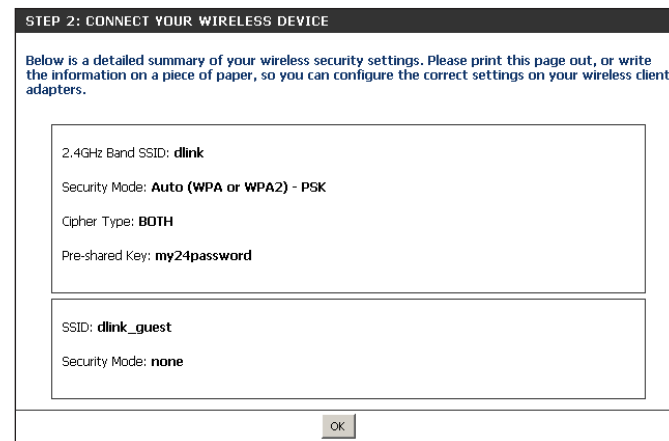 STEP 2: CONNECT YOUR WIRELESS DEVICE
Below is a detailed summary of your wireless security settings. Please print this page out, or write
the information on a piece of paper, so you can configure the correct settings on your wireless client
adapters.
2.4GHz Band SSID: dlink
Security Mode: Auto (WPA or WPA2) - PSK
Cipher Type: BOTH
Pre-shared Key: my24password
SSID: dlink_guest
Security Mode: none
OK